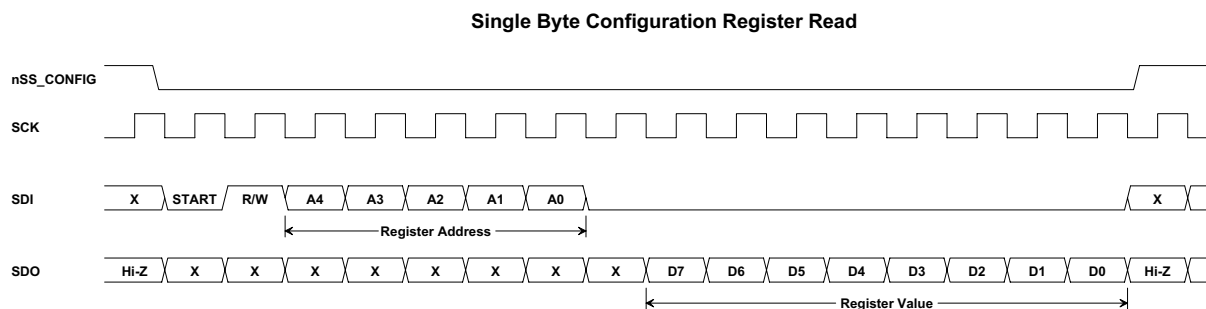 Single Byte Configuration Register Read
nSS_CONFIG
SCK
SDI X START R/W A4 A3 A2 A1 A0 X
Register Address
SDO Hi-Z X X X X X X X X D7 D6 D5 D4 D3 D2 D1 D0 Hi-Z
Register Value